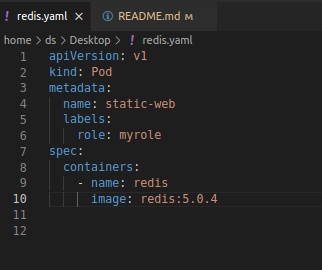 ! redis.yaml × README.md M
home > ds > Desktop > ! redis.yaml
1 apiVersion: v1
2 kind: Pod
3 metadata:
4   name: static-web
5   labels:
6     role: myrole
7 spec:
8   containers:
9     - name: redis
10       image: redis:5.0.4
11
12